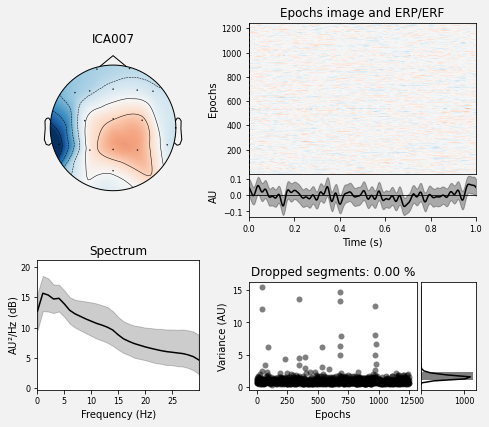 ICA007
Epochs image and ERP/ERF
Epochs
1200
1000
800
600
400
200
AU
0.1
0.0
−0.1
0.0 0.2 0.4 0.6 0.8 1.0
Time (s)
Spectrum
AU²/Hz (dB)
20
15
10
5
0
0 5 10 15 20 25
Frequency (Hz)
Dropped segments: 0.00 %
Variance (AU)
15
10
5
0
0 250 500 750 1000 1250
Epochs
0 1000